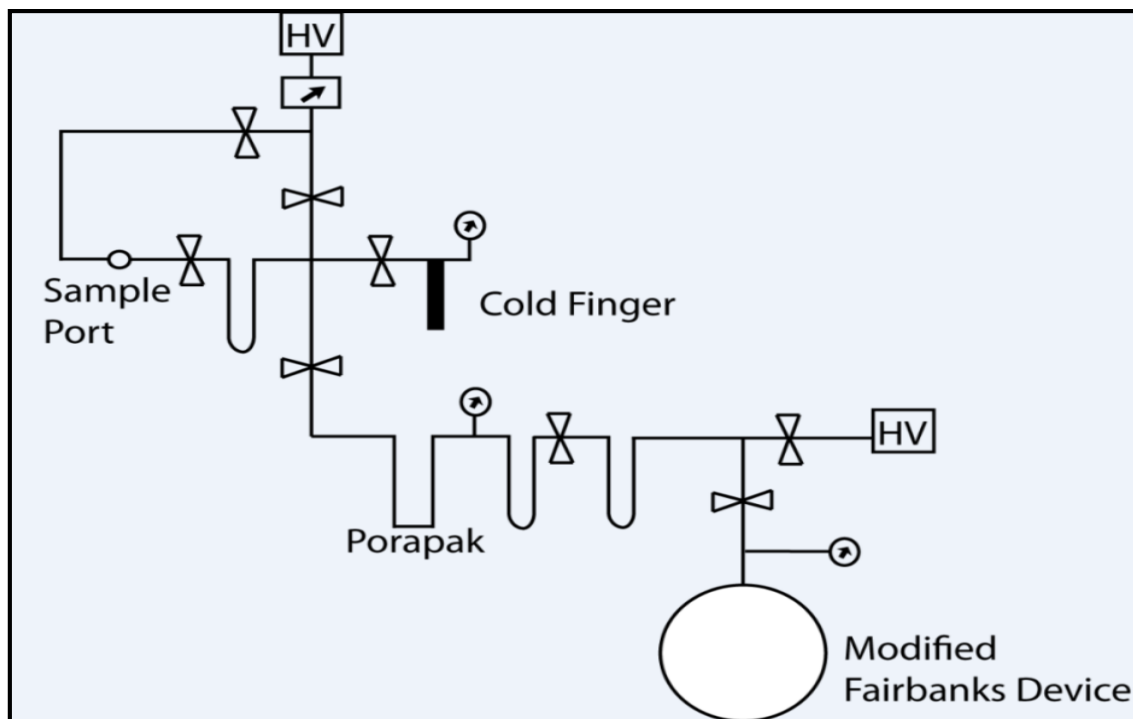 HV
Sample
Port
Cold Finger
HV
Porapak
Modified
Fairbanks Device